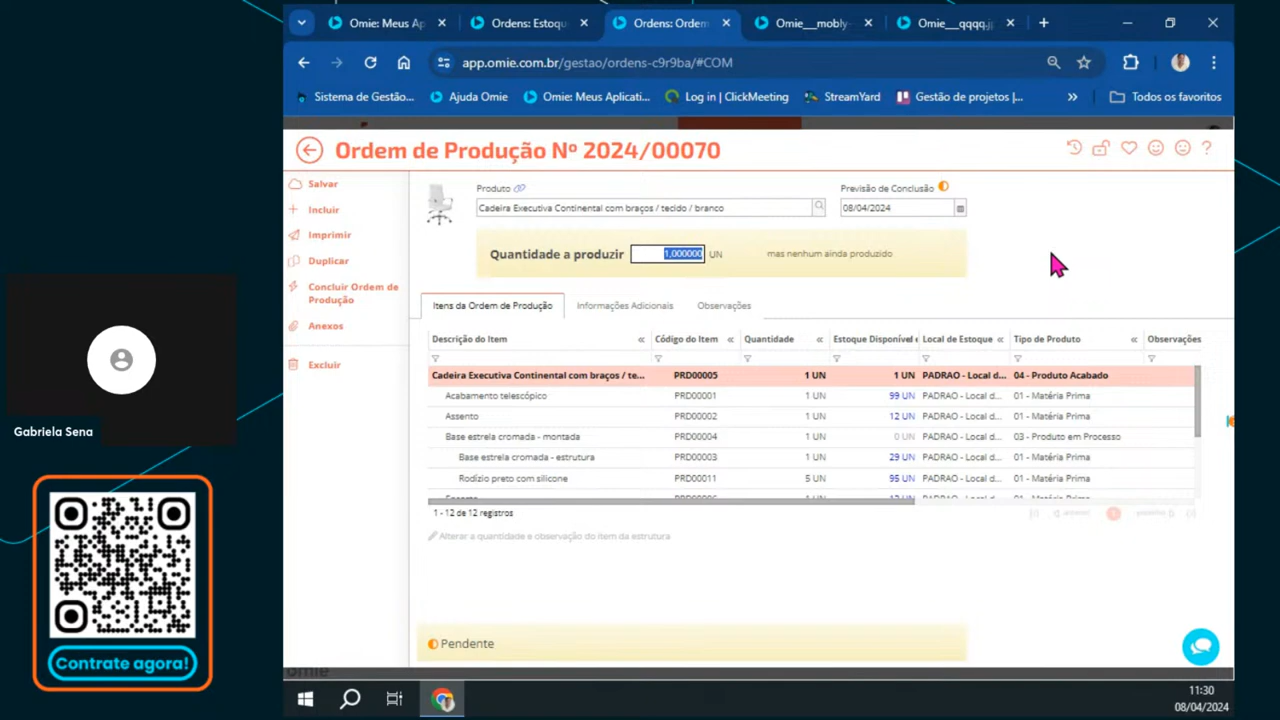 Omie: Meus Ap
Ordens: Estoqu
Ordens: Ordem
Omie__mobly-
Omie__qqqq.jp
app.omie.com.br/gestao/ordens-c9r9ba/#COM
Sistema de Gestão...
Ajuda Omie
Omie: Meus Aplicati...
Log in | ClickMeeting
StreamYard
Gestão de projetos |...
Todos os favoritos
Ordem de Produção Nº 2024/00070
Salvar
Incluir
Imprimir
Duplicar
Concluir Ordem de
Produção
Anexos
Excluir
Produto
Previsão de Conclusão
Cadeira Executiva Continental com braços / tecido / branco
08/04/2024
Quantidade a produzir 1,000000 UN mas nenhum ainda produzido
Itens da Ordem de Produção Informações Adicionais Observações
Descrição do Item Código do Item Quantidade Estoque Disponível e Local de Estoque Tipo de Produto Observações
Cadeira Executiva Continental com braços / te... PRD00005 1 UN 1 UN PADRAO - Local d... 04 - Produto Acabado
Acabamento telescópico PRD00001 1 UN 99 UN PADRAO - Local d... 01 - Matéria Prima
Assento PRD00002 1 UN 12 UN PADRAO - Local d... 01 - Matéria Prima
Base estrela cromada - montada PRD00004 1 UN 0 UN PADRAO - Local d... 03 - Produto em Processo
Base estrela cromada - estrutura PRD00003 1 UN 29 UN PADRAO - Local d... 01 - Matéria Prima
Rodízio preto com silicone PRD00011 5 UN 95 UN PADRAO - Local d... 01 - Matéria Prima
1 - 12 de 12 registros
Alterar a quantidade e observação do item da estrutura
Pendente
Gabriela Sena
Contrate agora!
omie
11:30
08/04/2024